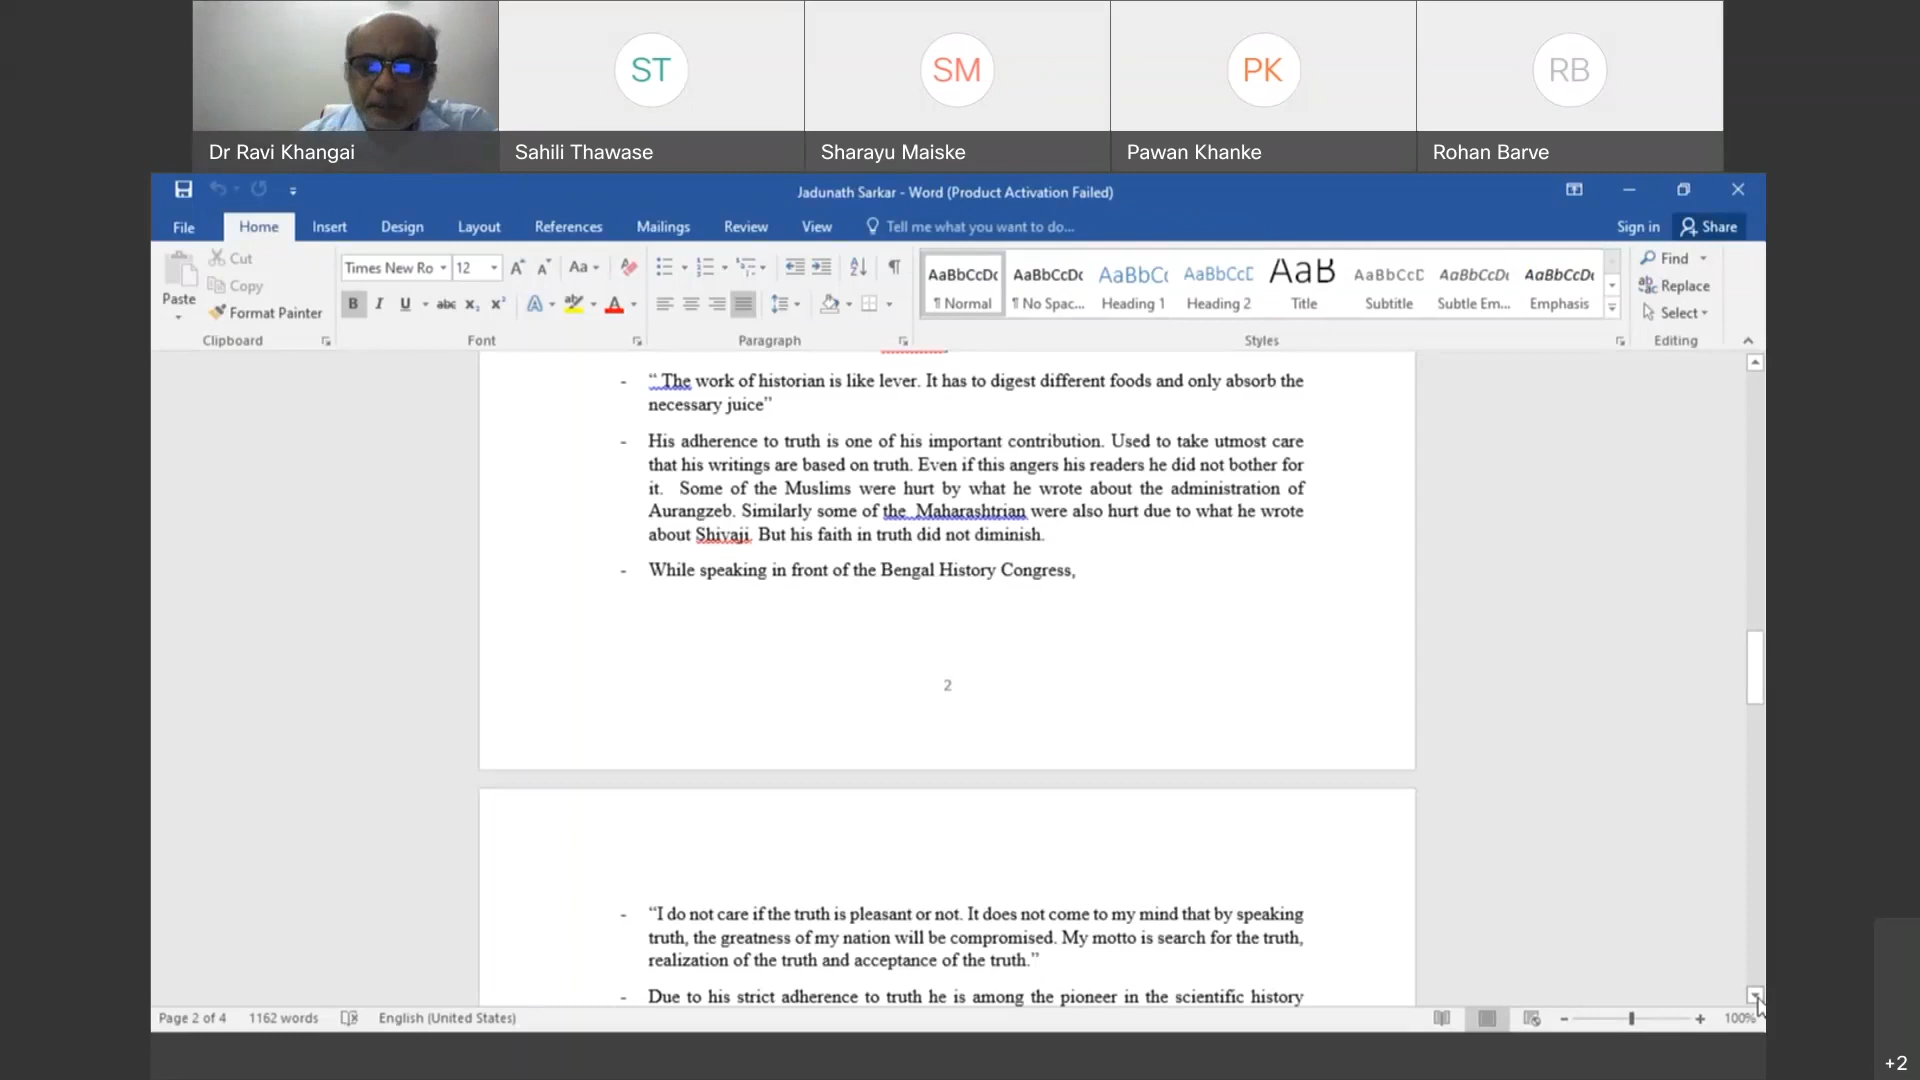 ST
SM
PK
RB
Dr Ravi Khangai
Sahili Thawase
Sharayu Maiske
Pawan Khanke
Rohan Barve
Jadunath Sarkar - Word (Product Activation Failed)
File
Home
Insert
Design
Layout
References
Mailings
Review
View
Tell me what you want to do...
Sign in
Share
Paste
Cut
Copy
Format Painter
Clipboard
Times New Ro
12
Aa
B I U abc X₂ X²
Font
Paragraph
AaBbCcDc AaBbCcDc AaBbCc AaBbCcD AaB AaBbCcD AaBbCcDc AaBbCcDc
¶ Normal
¶ No Spac...
Heading 1
Heading 2
Title
Subtitle
Subtle Em...
Emphasis
Styles
Find
Replace
Select
Editing
- “ The work of historian is like lever. It has to digest different foods and only absorb the
necessary juice”
- His adherence to truth is one of his important contribution. Used to take utmost care
that his writings are based on truth. Even if this angers his readers he did not bother for
it. Some of the Muslims were hurt by what he wrote about the administration of
Aurangzeb. Similarly some of the Maharashtrian were also hurt due to what he wrote
about Shivaji. But his faith in truth did not diminish.
- While speaking in front of the Bengal History Congress,
2
- “I do not care if the truth is pleasant or not. It does not come to my mind that by speaking
truth, the greatness of my nation will be compromised. My motto is search for the truth,
realization of the truth and acceptance of the truth.”
- Due to his strict adherence to truth he is among the pioneer in the scientific history
Page 2 of 4
1162 words
English (United States)
100%
+2